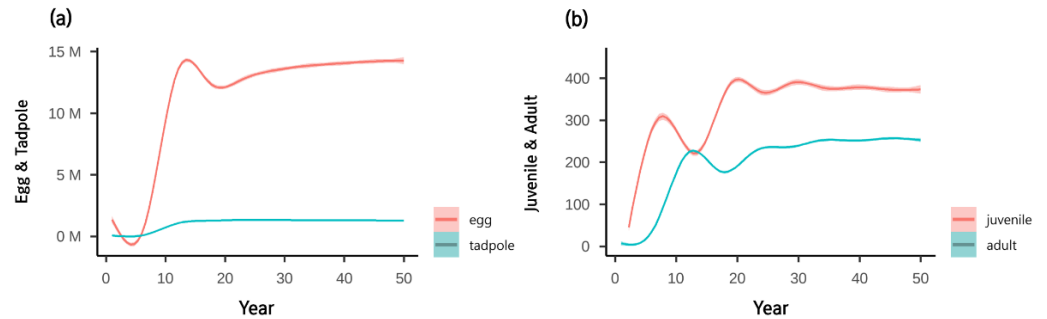 (a)
Egg & Tadpole
15 M
10 M
5 M
0 M
0 10 20 30 40 50
Year
egg
tadpole
(b)
Juvenile & Adult
400
300
200
100
0
0 10 20 30 40 50
Year
juvenile
adult